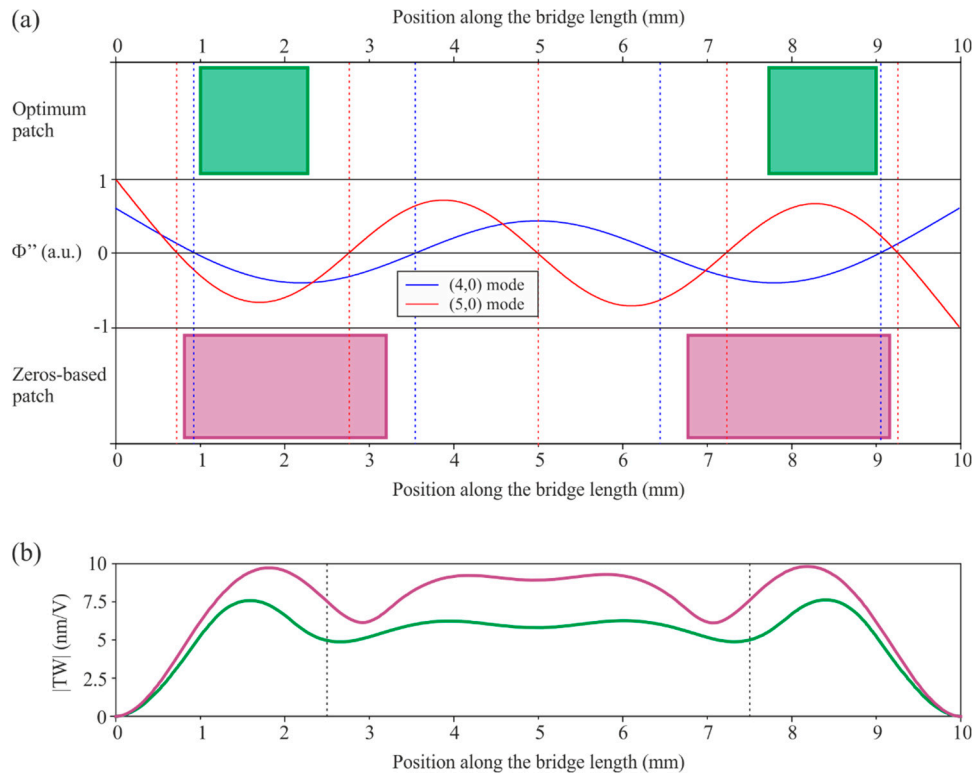 (a)
Position along the bridge length (mm)
0 1 2 3 4 5 6 7 8 9 10
Optimum
patch
1
Φ’’ (a.u.) 0
(4,0) mode
(5,0) mode
-1
Zeros-based
patch
0 1 2 3 4 5 6 7 8 9 10
Position along the bridge length (mm)
(b)
10
7.5
5
2.5
0
|TW| (nm/V)
0 1 2 3 4 5 6 7 8 9 10
Position along the bridge length (mm)